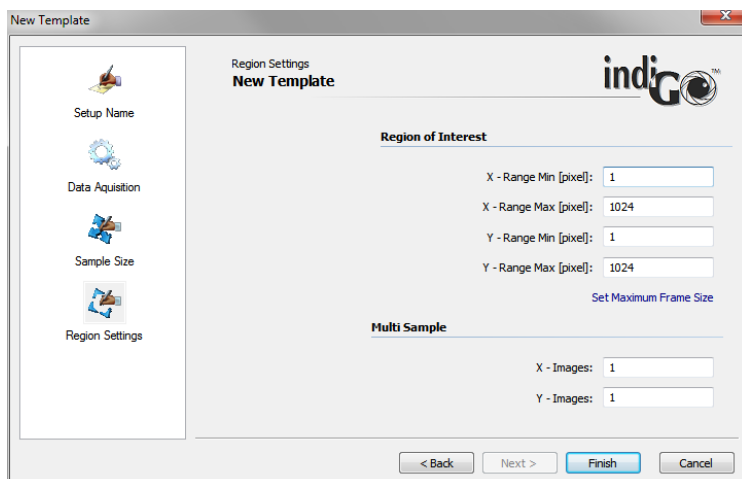 New Template
Setup Name
Data Aquisition
Sample Size
Region Settings
Region Settings
New Template
indiGO™
Region of Interest
X - Range Min [pixel]: 1
X - Range Max [pixel]: 1024
Y - Range Min [pixel]: 1
Y - Range Max [pixel]: 1024
Set Maximum Frame Size
Multi Sample
X - Images: 1
Y - Images: 1
< Back Next > Finish Cancel